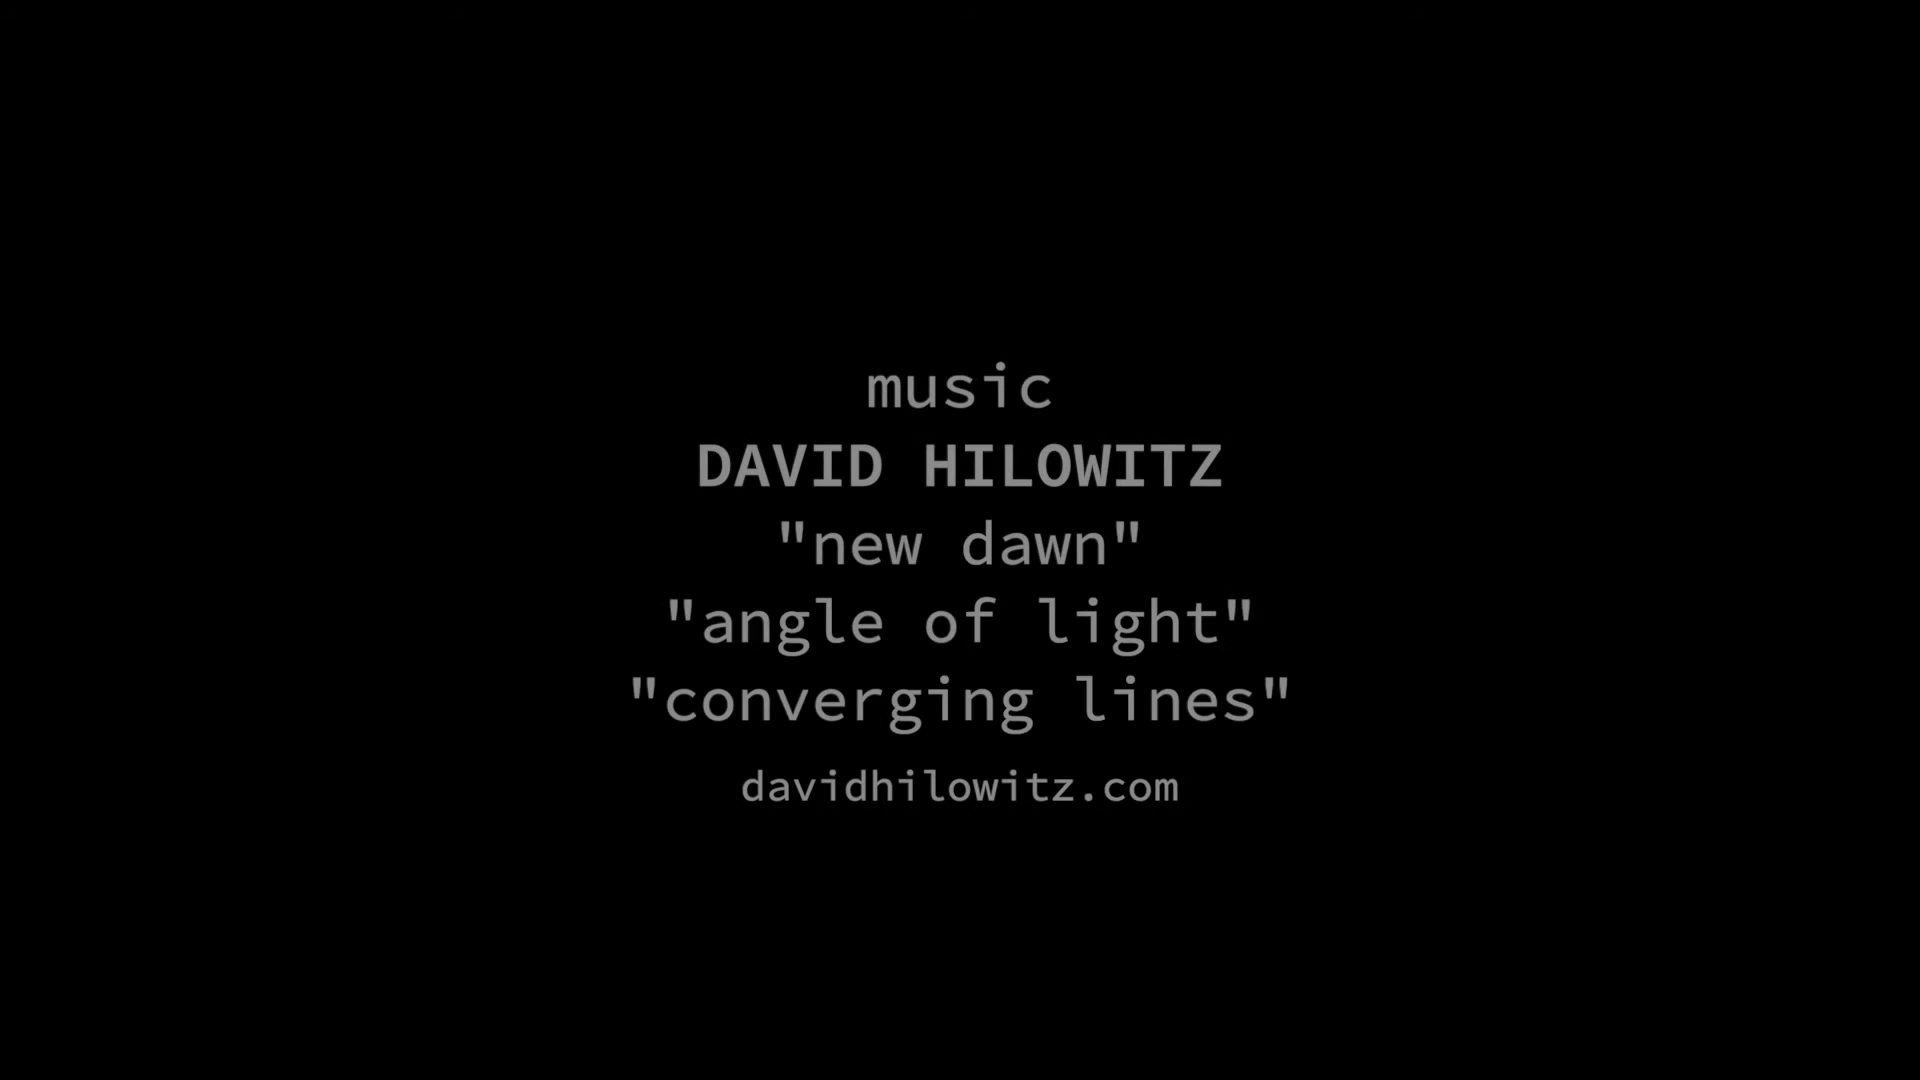 music
DAVID HILOWITZ
"new dawn"
"angle of light"
"converging lines"
davidhilowitz.com